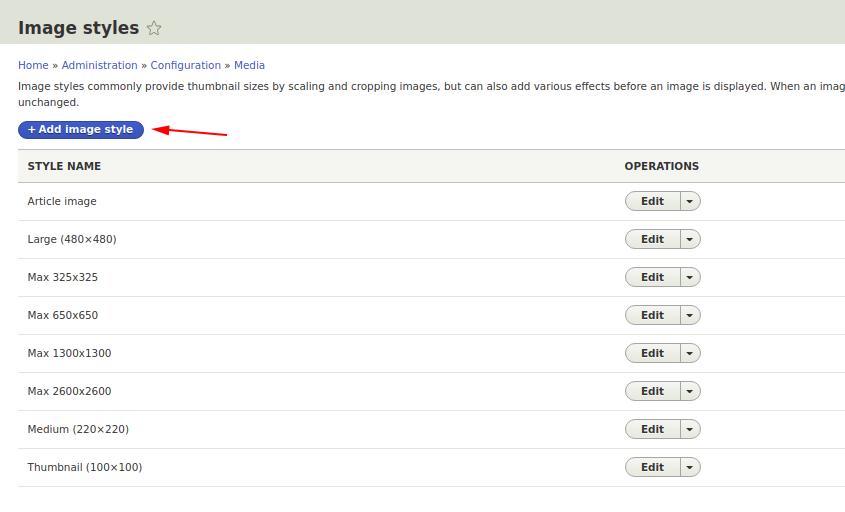 Image styles
Home » Administration » Configuration » Media
Image styles commonly provide thumbnail sizes by scaling and cropping images, but can also add various effects before an image is displayed. When an
unchanged.
+ Add image style
STYLE NAME OPERATIONS
Article image Edit
Large (480×480) Edit
Max 325x325 Edit
Max 650x650 Edit
Max 1300x1300 Edit
Max 2600x2600 Edit
Medium (220×220) Edit
Thumbnail (100×100) Edit